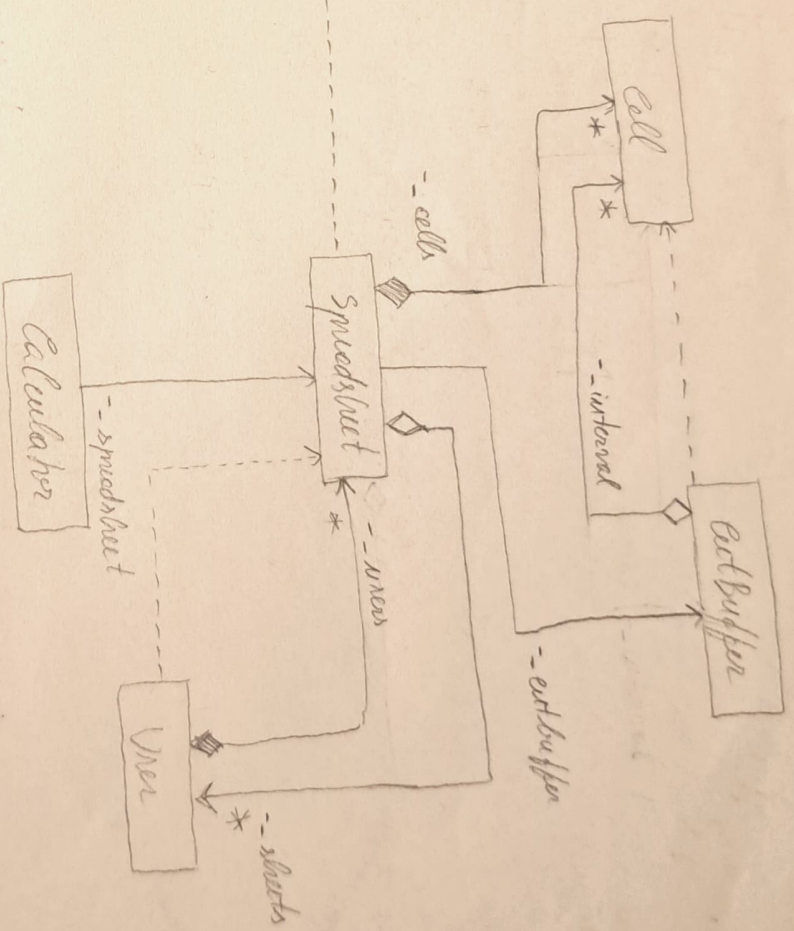 Cell
*
*
- _cells
- _interval
CutBuffer
Spreadsheet
- _cutbuffer
- _users
*
Calculator
- _spreadsheet
User
*
- _sheets